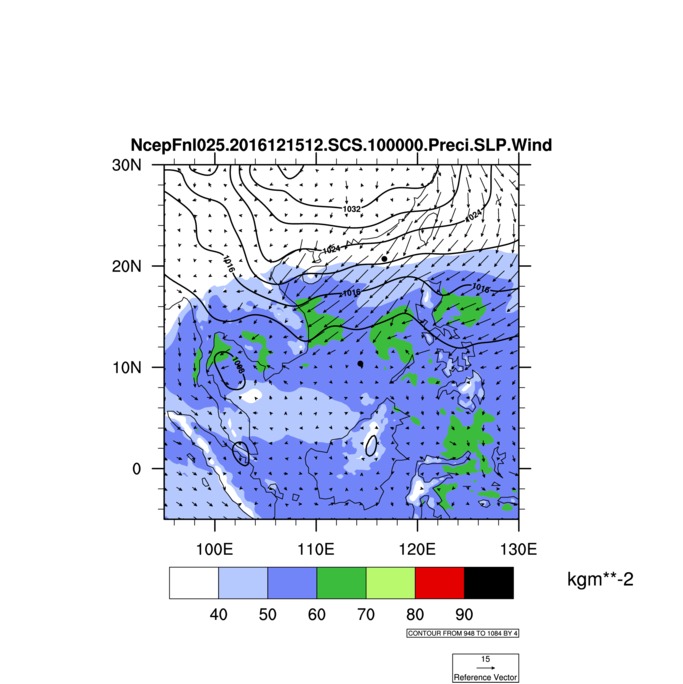 NcepFnl025.2016121512.SCS.100000.Preci.SLP.Wind
30N
1032
1024
1024
20N
1016
1016
1016
10N
1008
0
100E 110E 120E 130E
kgm**-2
40 50 60 70 80 90
CONTOUR FROM 948 TO 1084 BY 4
15
Reference Vector